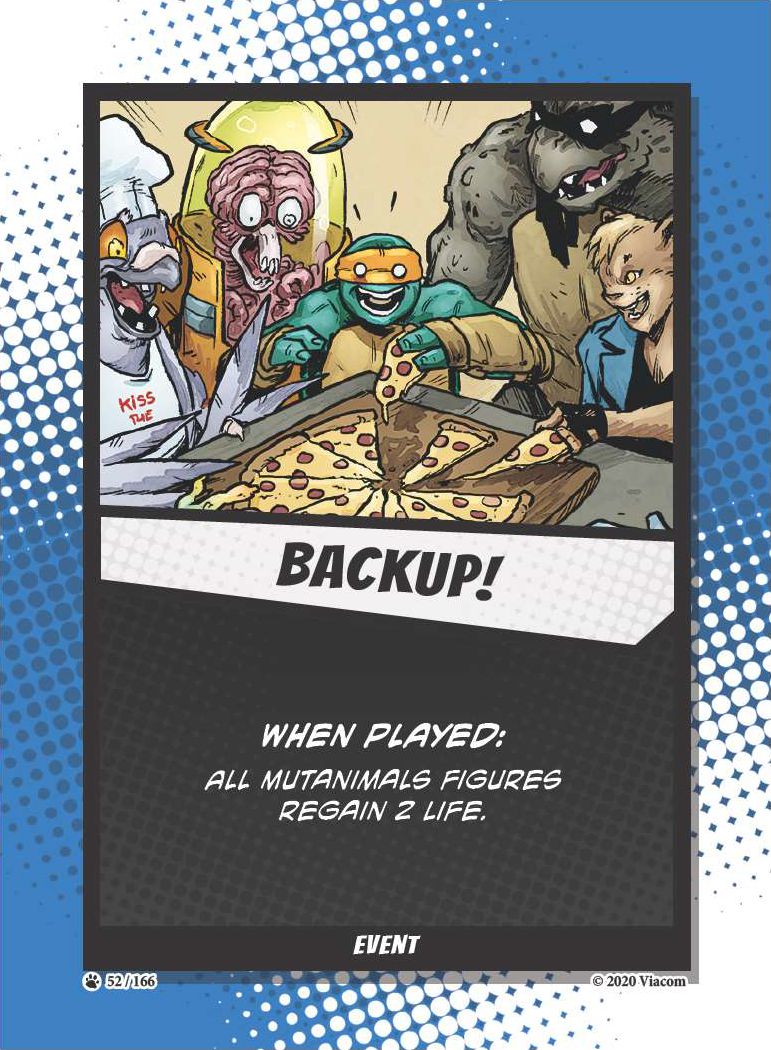 KISS
THE
BACKUP!
WHEN PLAYED:
ALL MUTANIMALS FIGURES
REGAIN 2 LIFE.
EVENT
52/166
© 2020 Viacom